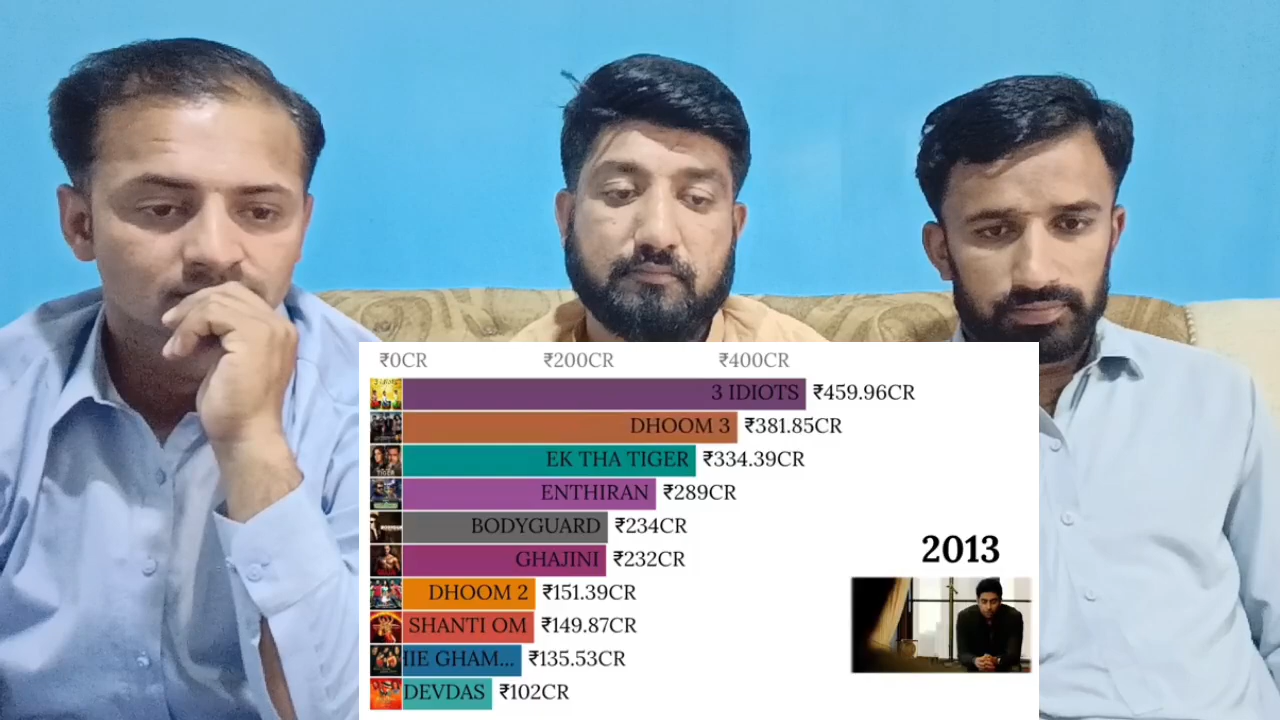 ₹0CR ₹200CR ₹400CR
3 IDIOTS ₹459.96CR
DHOOM 3 ₹381.85CR
EK THA TIGER ₹334.39CR
ENTHIRAN ₹289CR
BODYGUARD ₹234CR
GHAJINI ₹232CR
2013
DHOOM 2 ₹151.39CR
SHANTI OM ₹149.87CR
IIE GHAM... ₹135.53CR
DEVDAS ₹102CR